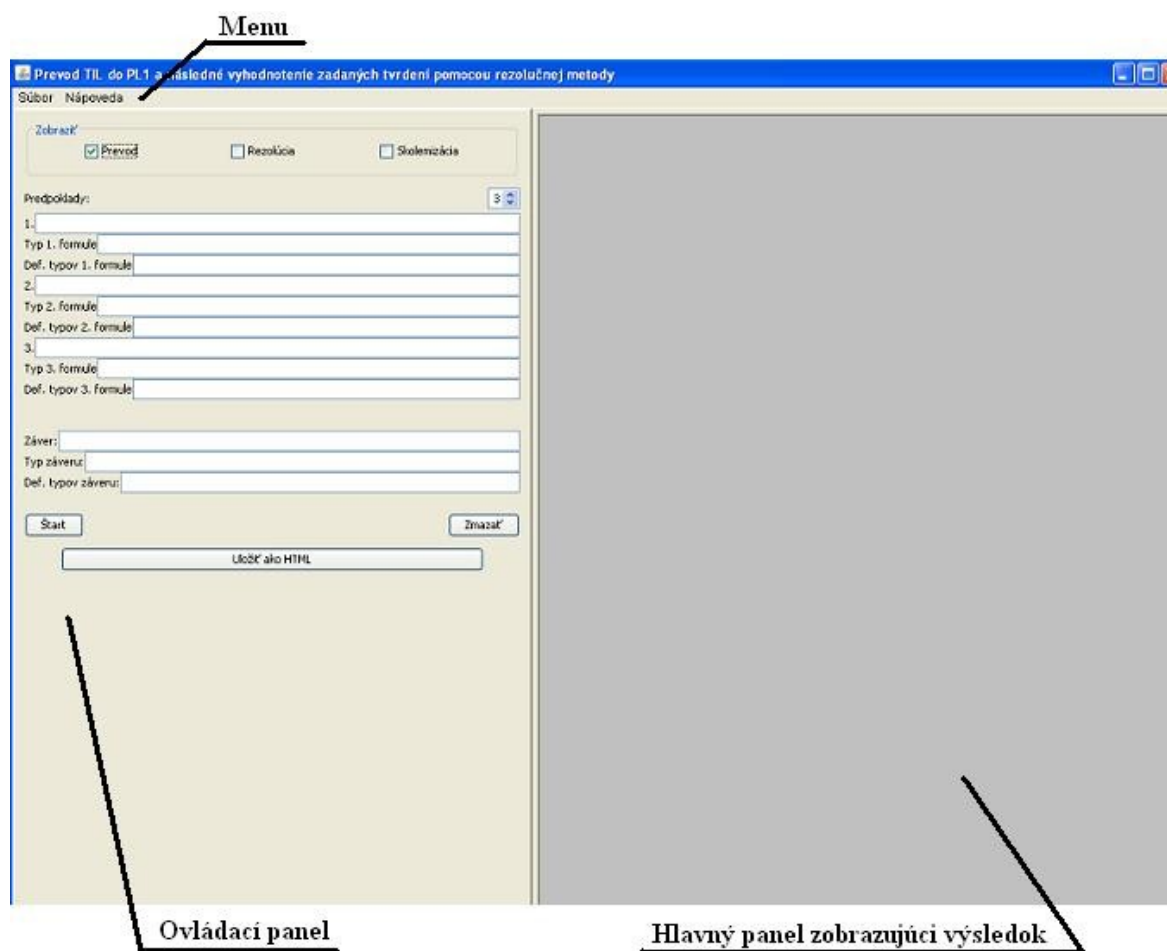 Menu
Prevod TIL do PL1 a následné vyhodnotenie zadaných tvrdení pomocou rezolučnej metody
Súbor Nápoveda
Zobraziť
Prevod Rezolúcia Skolemizácia
Predpoklady: 3
1.
Typ 1. formule
Def. typov 1. formule
2.
Typ 2. formule
Def. typov 2. formule
3.
Typ 3. formule
Def. typov 3. formule
Záver:
Typ záveru:
Def. typov záveru:
Štart Zmazať
Uložiť ako HTML
Ovládací panel
Hlavný panel zobrazujúci výsledok